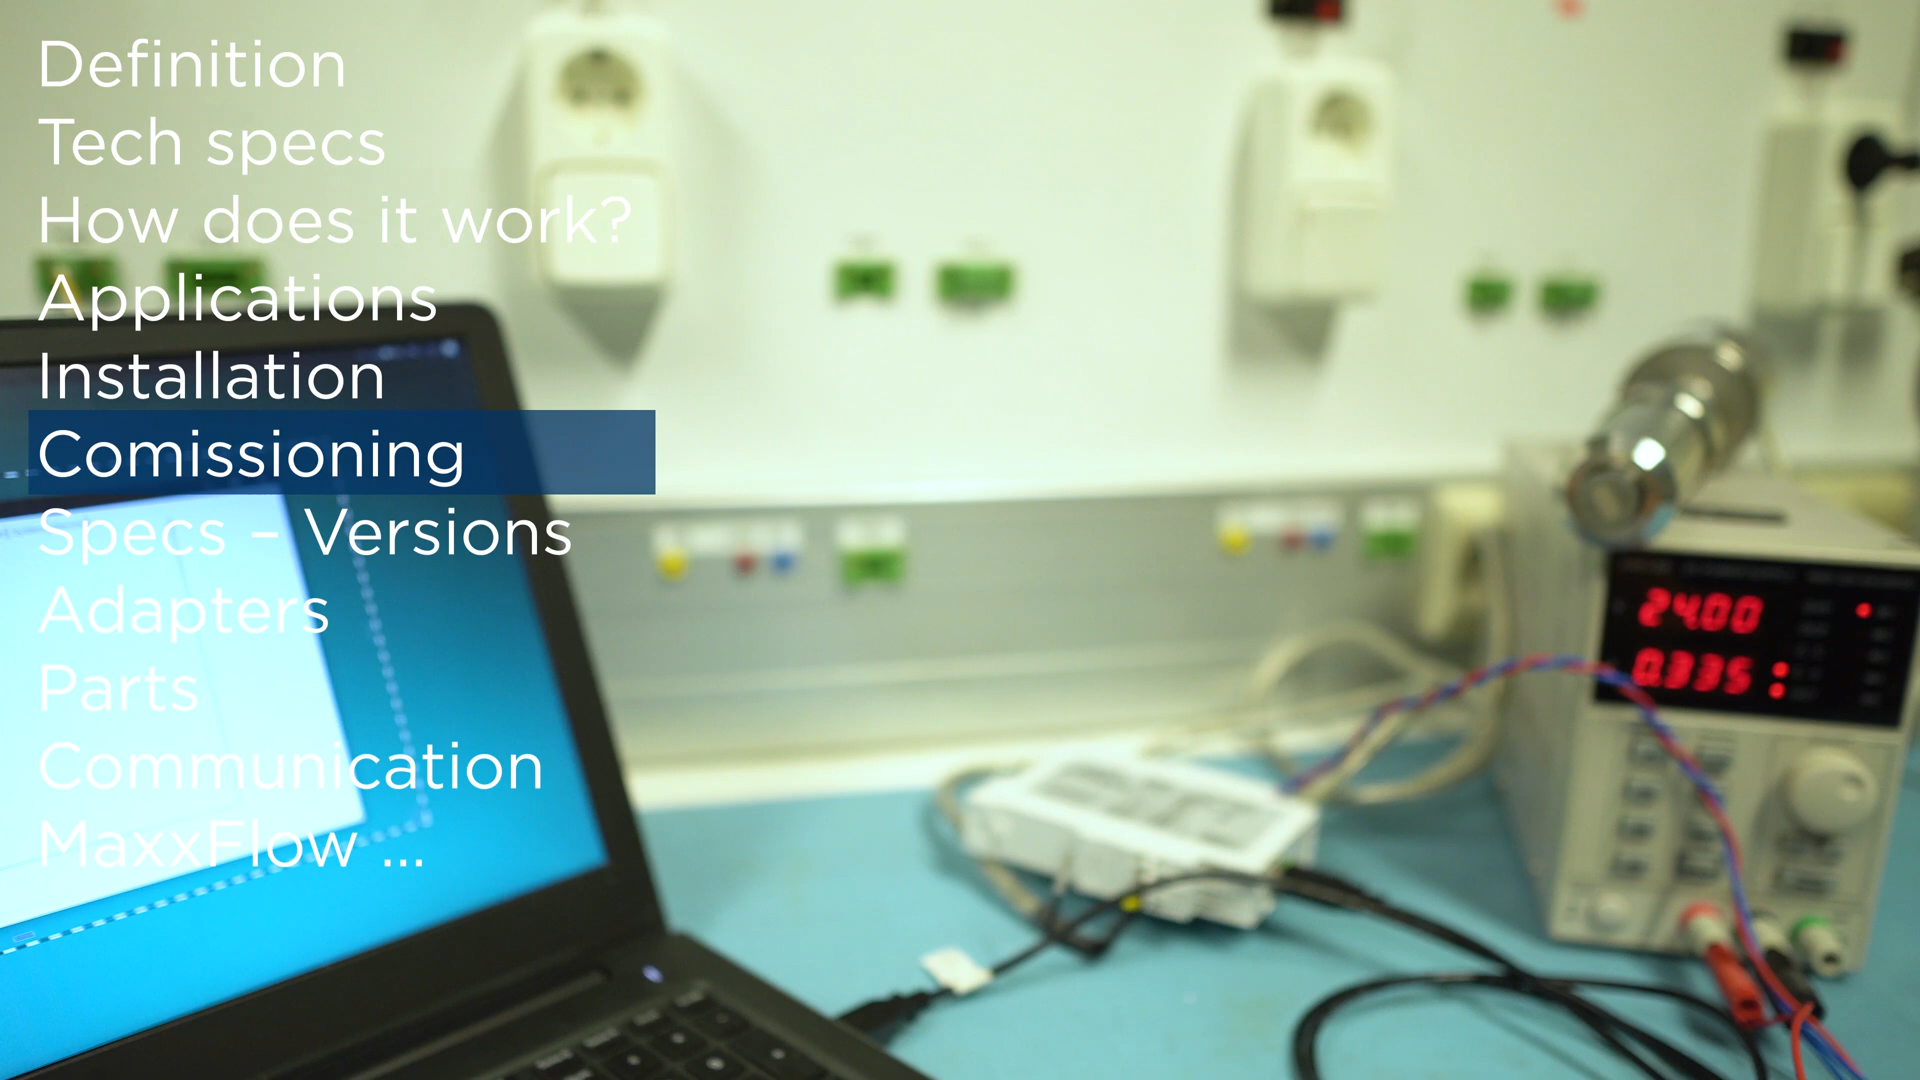 Definition
Tech specs
How does it work?
Applications
Installation
Comissioning
Specs – Versions
Adapters
Parts
Communication
MaxxFlow ...
24.00
0.335